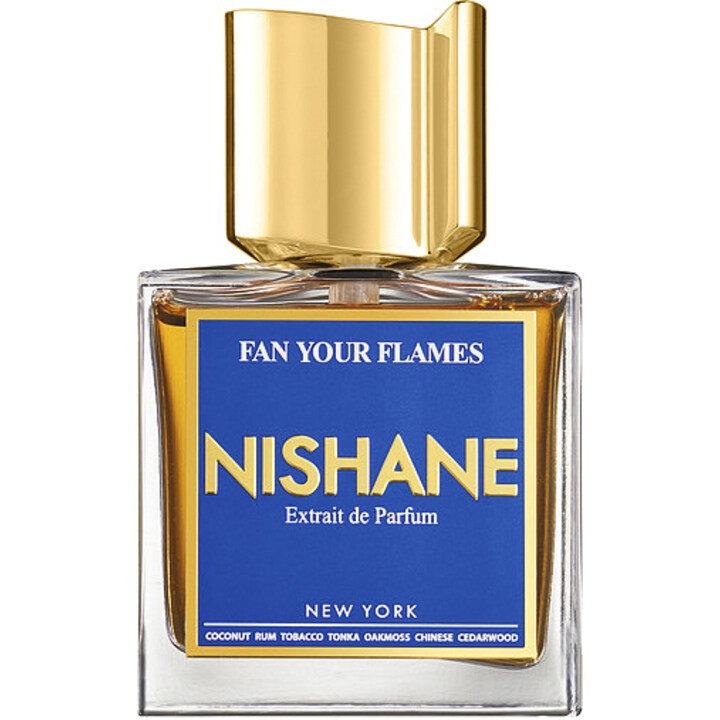 FAN YOUR FLAMES
NISHANE
Extrait de Parfum
NEW YORK
COCONUT RUM TOBACCO TONKA OAKMOSS CHINESE CEDARWOOD